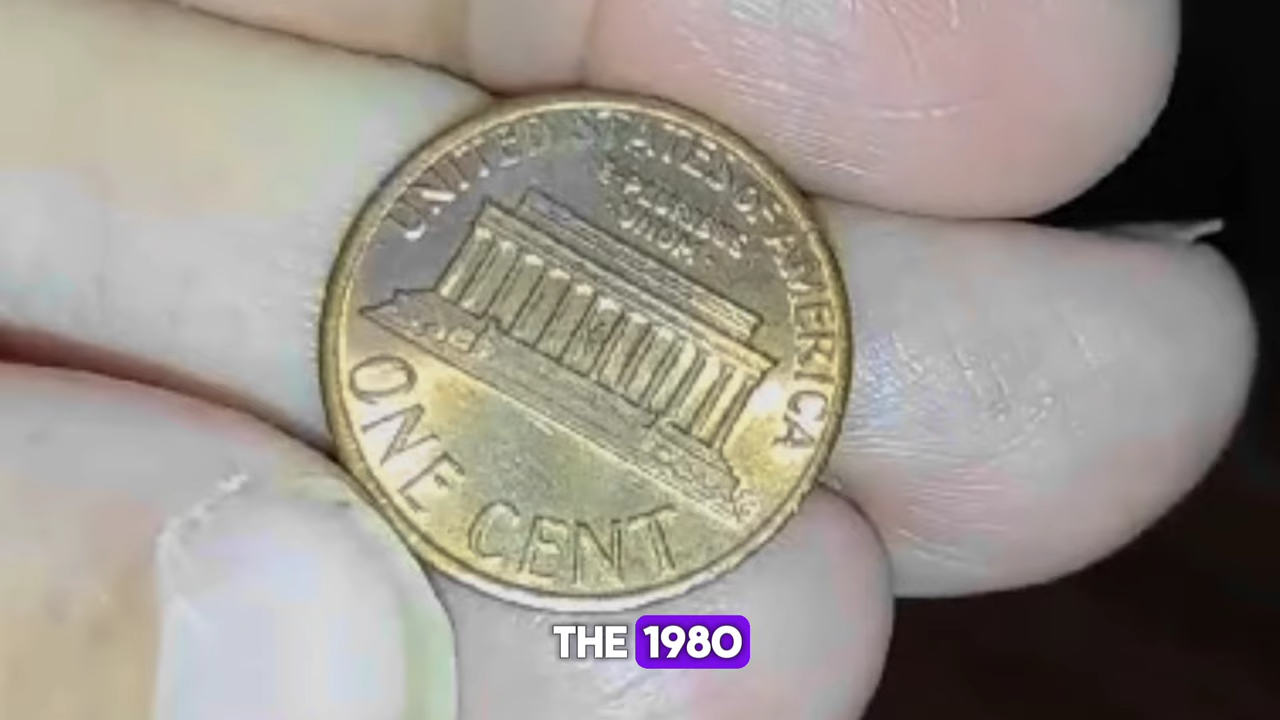 UNITED STATES OF AMERICA
E·PLURIBUS
UNUM
ONE CENT
THE 1980